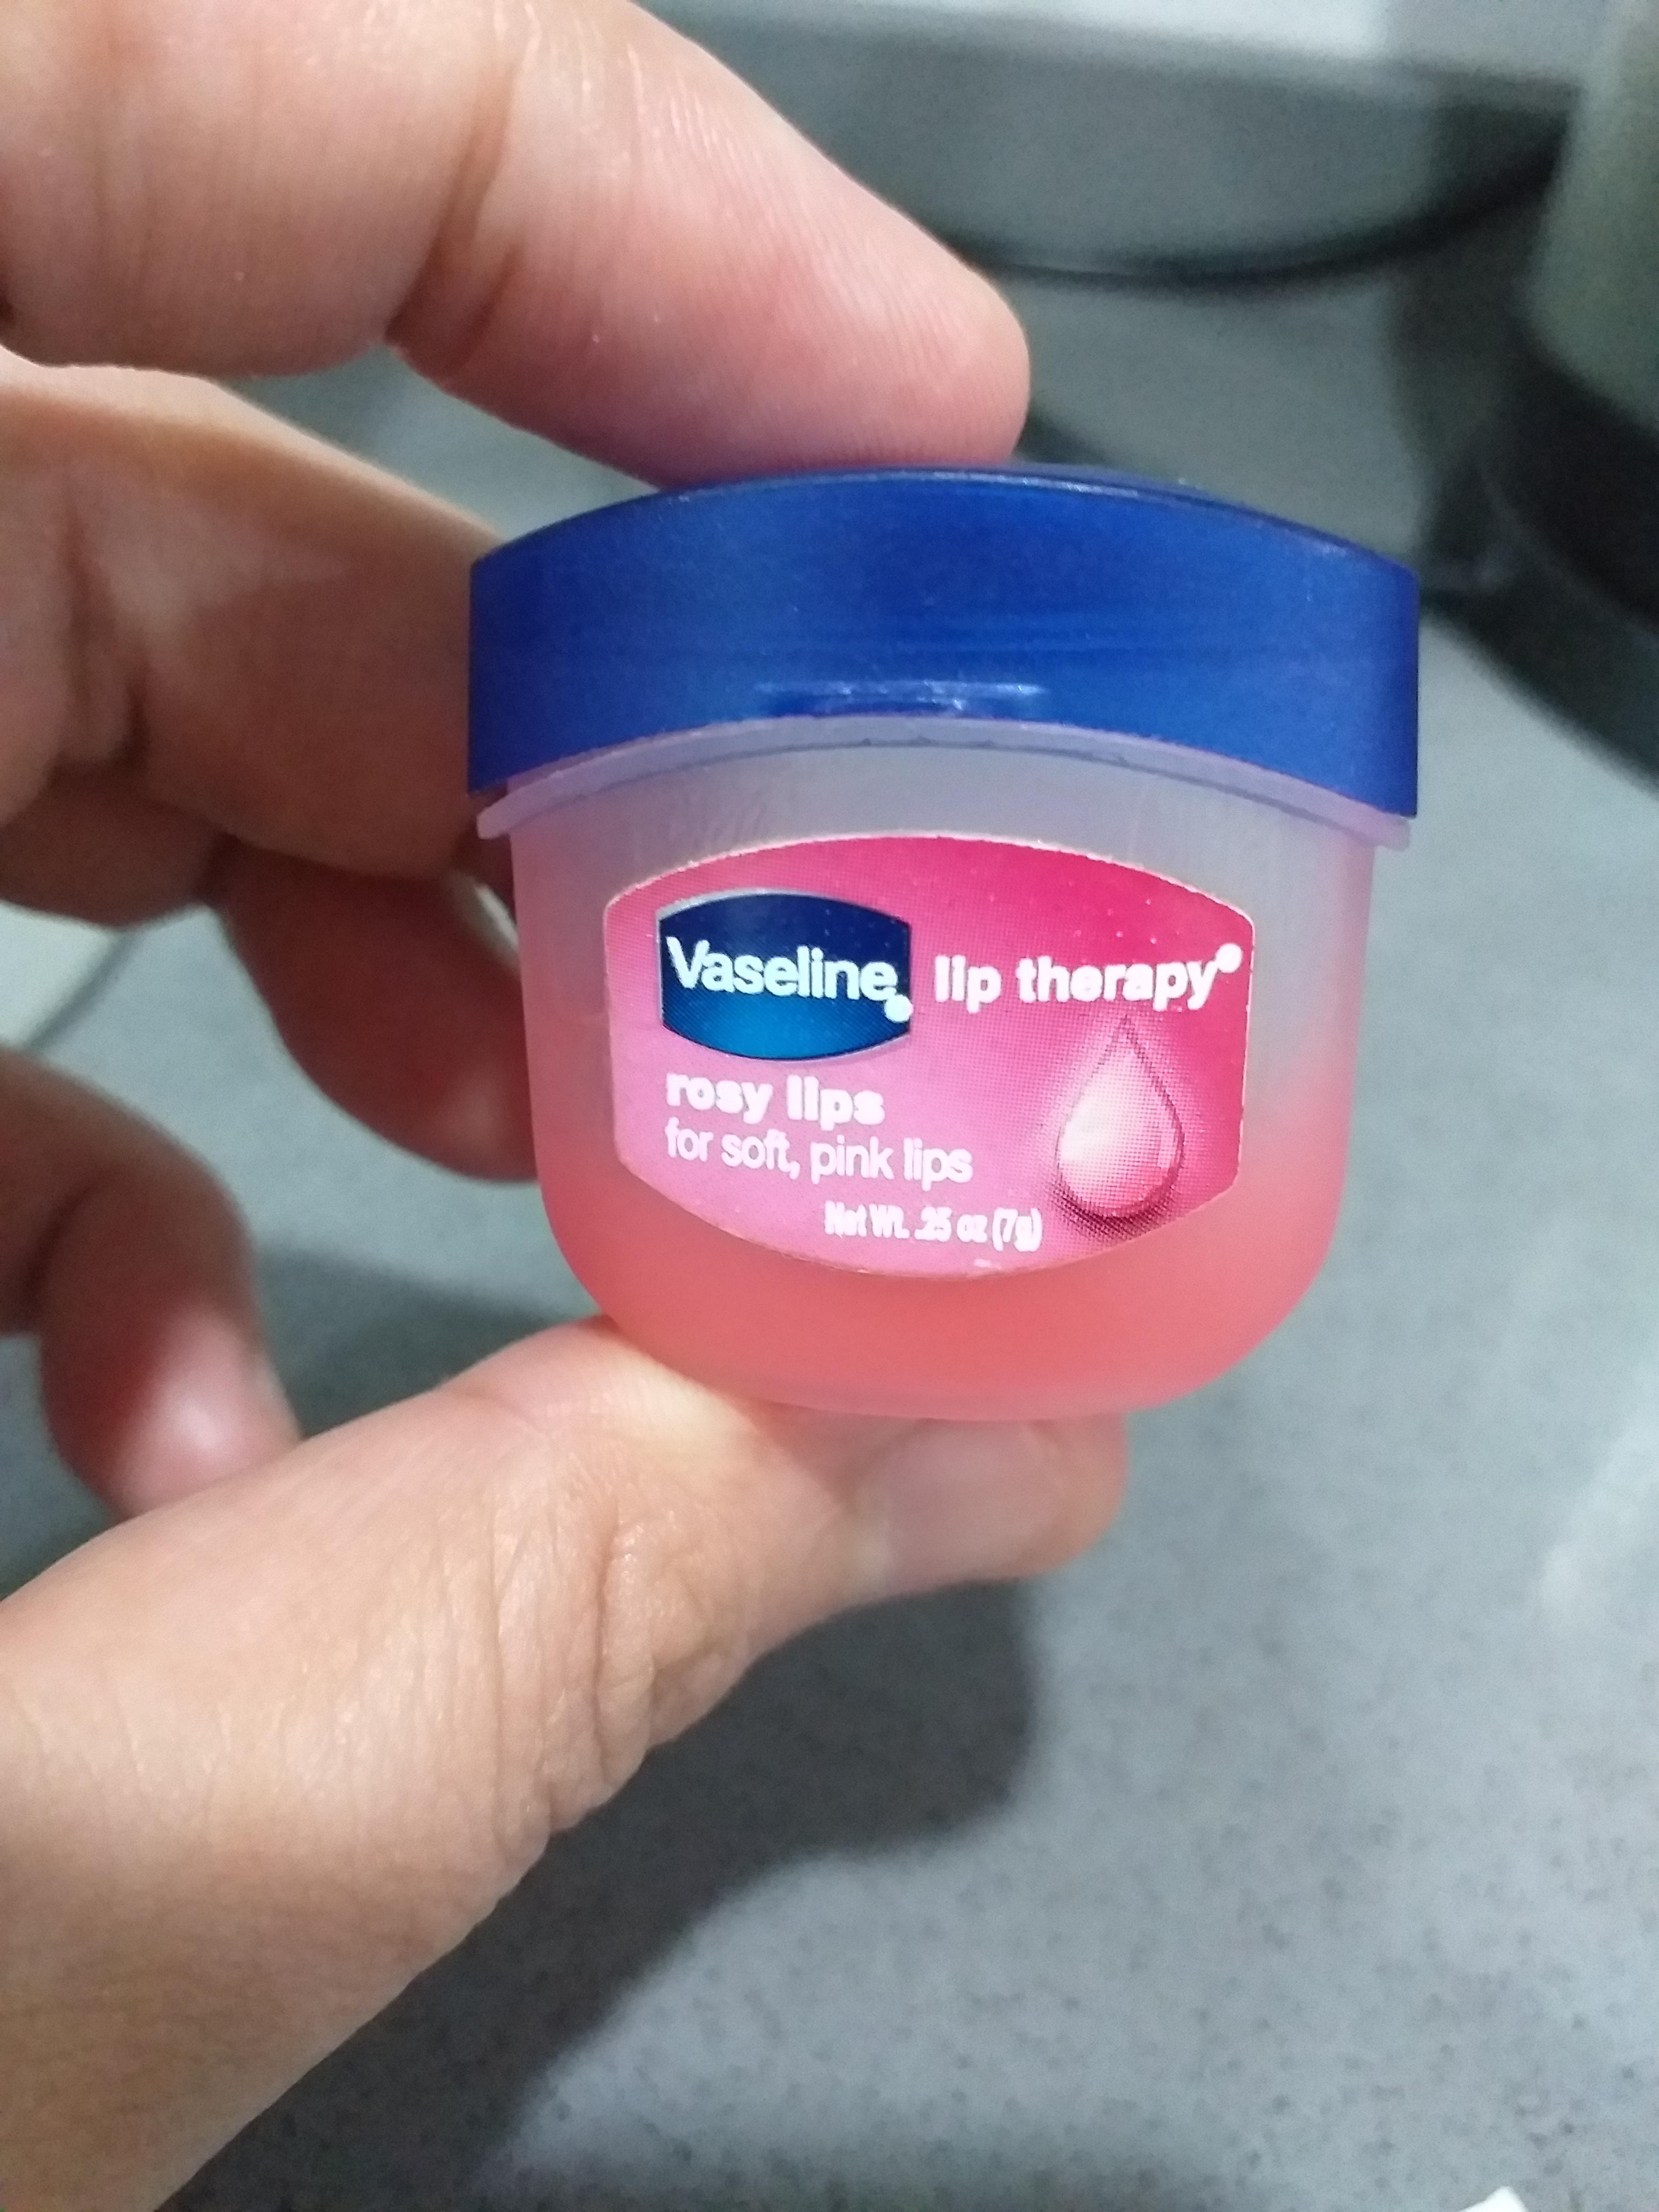 Vaseline lip therapy
rosy lips
for soft, pink lips
Net Wt. .25 oz (7g)